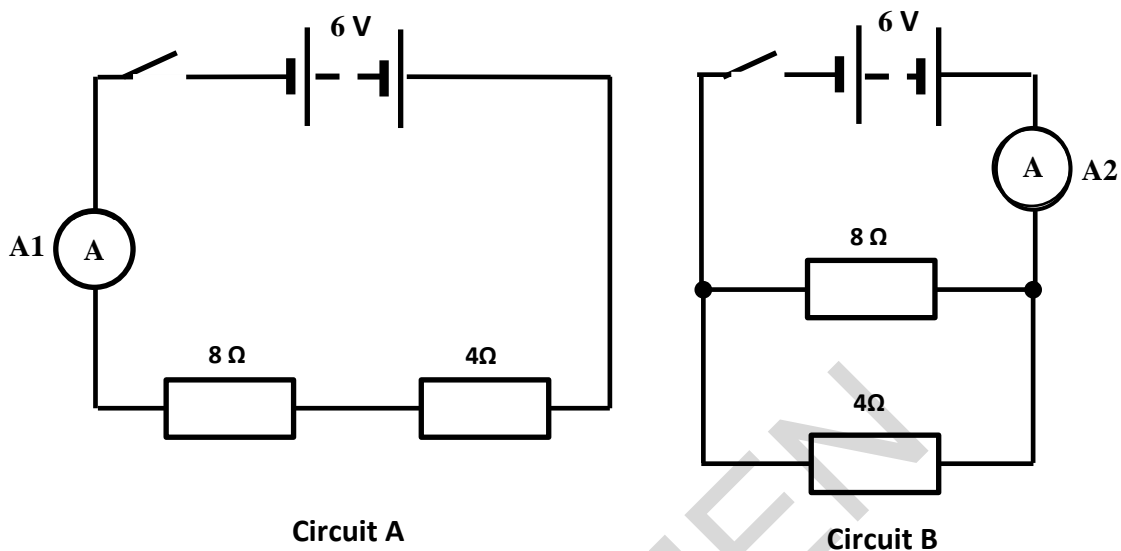 6 V
A1
A
8 Ω
4Ω
Circuit A
6 V
A
A2
8 Ω
4Ω
Circuit B